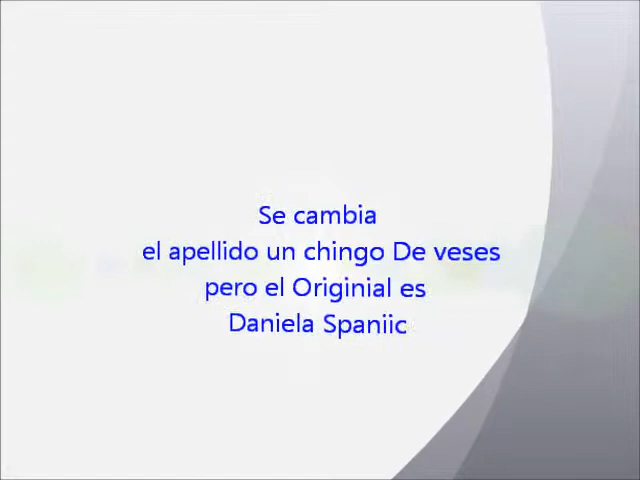 Se cambia
el apellido un chingo De veses
pero el Originial es
Daniela Spaniic